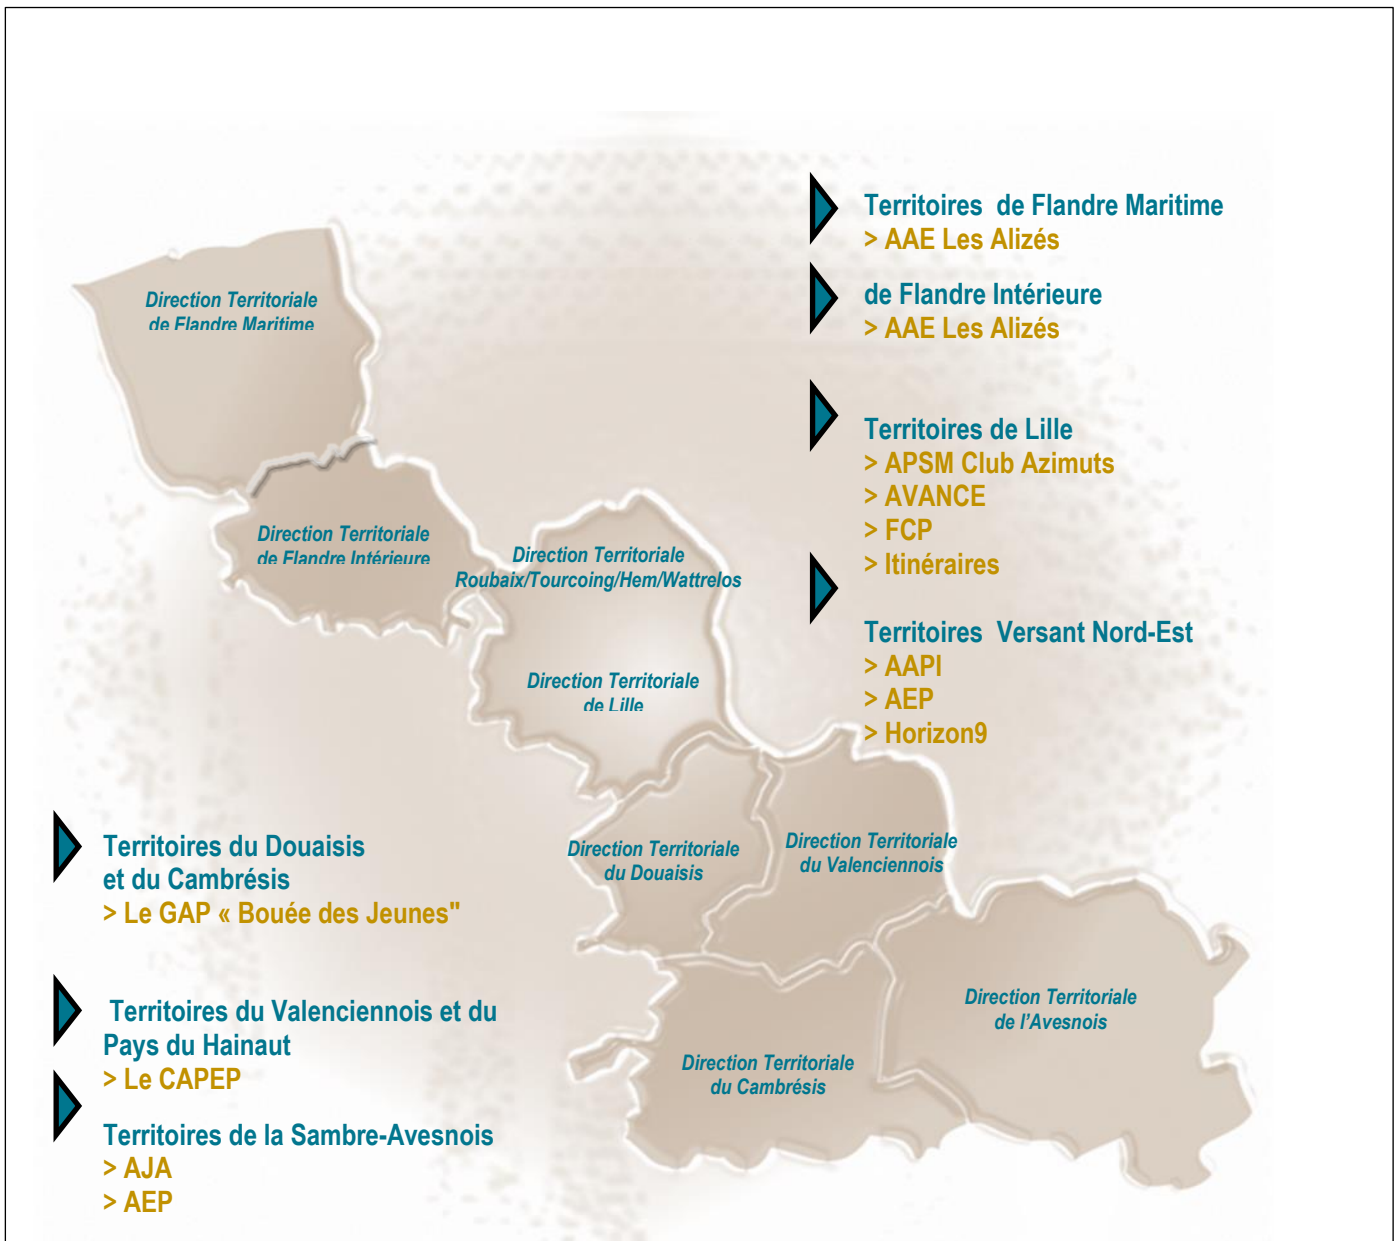 Territoires de Flandre Maritime
> AAE Les Alizés
de Flandre Intérieure
> AAE Les Alizés
Territoires de Lille
> APSM Club Azimuts
> AVANCE
> FCP
> Itinéraires
Territoires Versant Nord-Est
> AAPI
> AEP
> Horizon9
Direction Territoriale
de Flandre Maritime
Direction Territoriale
de Flandre Intérieure
Direction Territoriale
Roubaix/Tourcoing/Hem/Wattrelos
Direction Territoriale
de Lille
Direction Territoriale
du Douaisis
Direction Territoriale
du Valenciennois
Direction Territoriale
de l'Avesnois
Direction Territoriale
du Cambrésis
Territoires du Douaisis
et du Cambrésis
> Le GAP « Bouée des Jeunes"
Territoires du Valenciennois et du
Pays du Hainaut
> Le CAPEP
Territoires de la Sambre-Avesnois
> AJA
> AEP